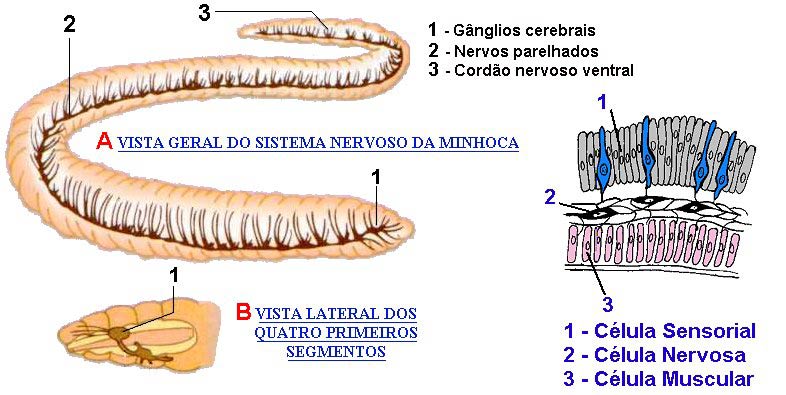 3
2
1 - Gânglios cerebrais
2 - Nervos parelhados
3 - Cordão nervoso ventral
A VISTA GERAL DO SISTEMA NERVOSO DA MINHOCA
1
1
B VISTA LATERAL DOS
QUATRO PRIMEIROS
SEGMENTOS
1
2
3
1 - Célula Sensorial
2 - Célula Nervosa
3 - Célula Muscular